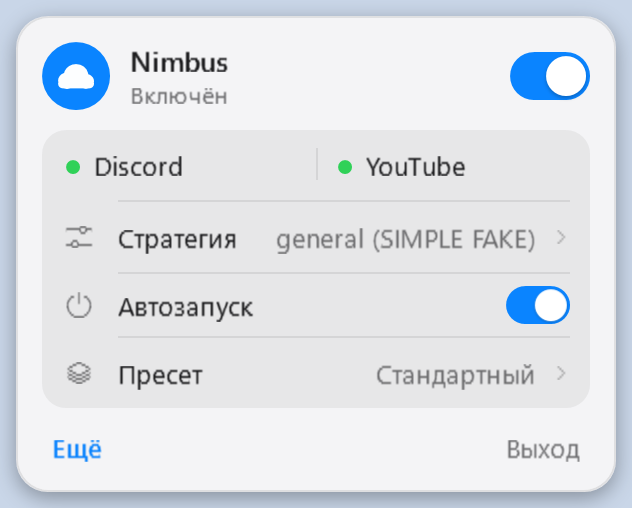 Nimbus
Включён
Discord YouTube
Стратегия general (SIMPLE FAKE)
Автозапуск
Пресет Стандартный
Ещё Выход